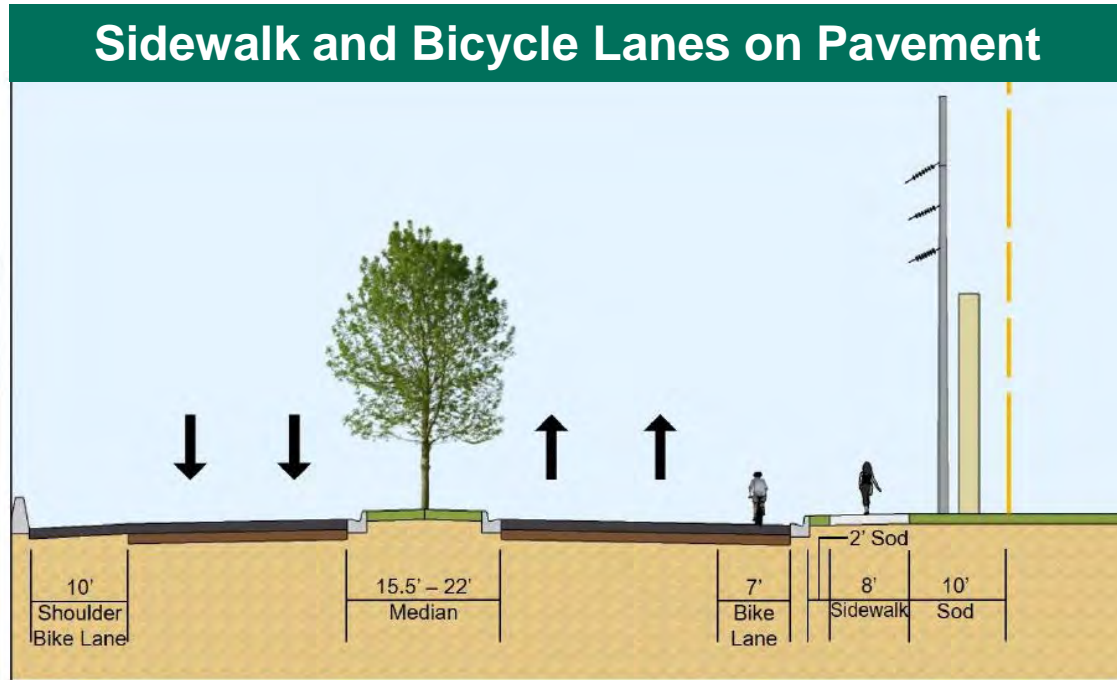 Sidewalk and Bicycle Lanes on Pavement
2’ Sod
10’
Shoulder
Bike Lane
15.5’ – 22’
Median
7’
Bike
Lane
8’
Sidewalk
10’
Sod